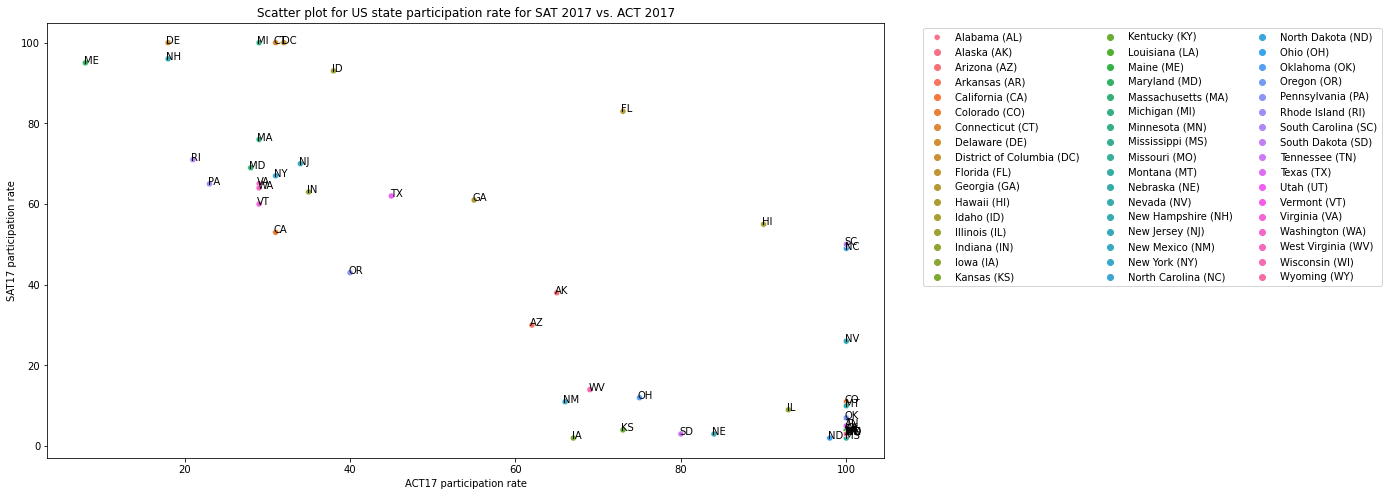 Scatter plot for US state participation rate for SAT 2017 vs. ACT 2017
100
80
60
40
20
0
SAT17 participation rate
20
40
60
80
100
ACT17 participation rate
ME
DE
NH
MI
CT
DC
ID
FL
MA
RI
MD
NJ
PA
NY
VA
WA
IN
VT
TX
GA
CA
HI
SC
NC
OR
AK
AZ
NV
WV
NM
OH
IL
CO
MT
OK
TN
IA
KS
SD
NE
ND
MS
Alabama (AL)
Alaska (AK)
Arizona (AZ)
Arkansas (AR)
California (CA)
Colorado (CO)
Connecticut (CT)
Delaware (DE)
District of Columbia (DC)
Florida (FL)
Georgia (GA)
Hawaii (HI)
Idaho (ID)
Illinois (IL)
Indiana (IN)
Iowa (IA)
Kansas (KS)
Kentucky (KY)
Louisiana (LA)
Maine (ME)
Maryland (MD)
Massachusetts (MA)
Michigan (MI)
Minnesota (MN)
Mississippi (MS)
Missouri (MO)
Montana (MT)
Nebraska (NE)
Nevada (NV)
New Hampshire (NH)
New Jersey (NJ)
New Mexico (NM)
New York (NY)
North Carolina (NC)
North Dakota (ND)
Ohio (OH)
Oklahoma (OK)
Oregon (OR)
Pennsylvania (PA)
Rhode Island (RI)
South Carolina (SC)
South Dakota (SD)
Tennessee (TN)
Texas (TX)
Utah (UT)
Vermont (VT)
Virginia (VA)
Washington (WA)
West Virginia (WV)
Wisconsin (WI)
Wyoming (WY)